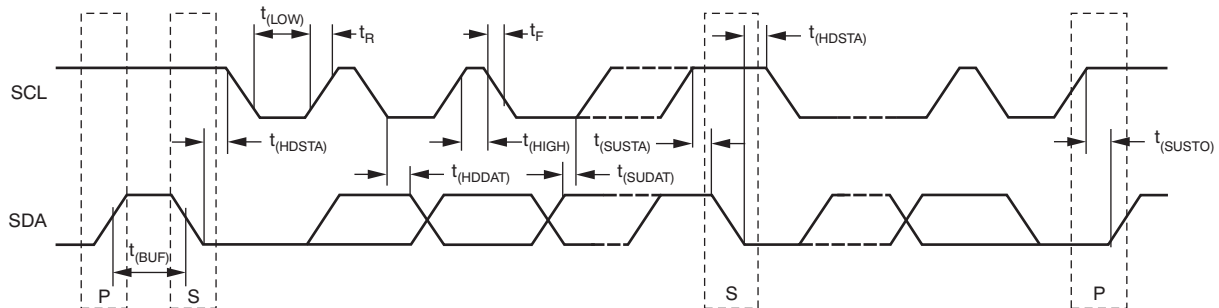 t(LOW)
tR
tF
t(HDSTA)
SCL
t(HDSTA)
t(HIGH)
t(SUSTA)
t(SUSTO)
t(HDDAT)
t(SUDAT)
SDA
t(BUF)
P
S
S
P